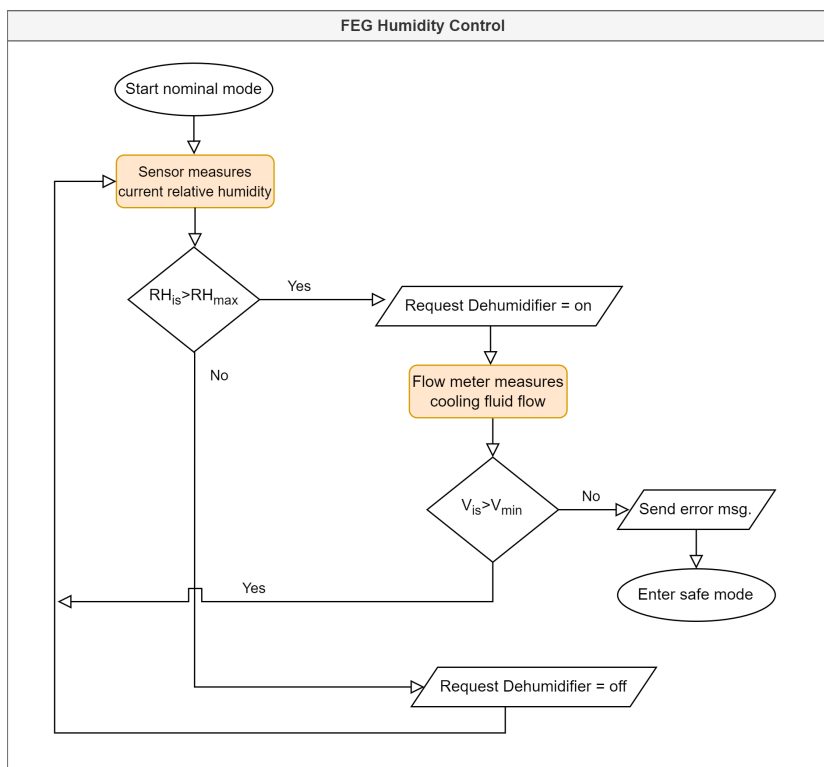 FEG Humidity Control
Start nominal mode
Sensor measures
current relative humidity
RHis>RHmax
Yes
Request Dehumidifier = on
No
Flow meter measures
cooling fluid flow
Vis>Vmin
No
Send error msg.
Yes
Enter safe mode
Request Dehumidifier = off